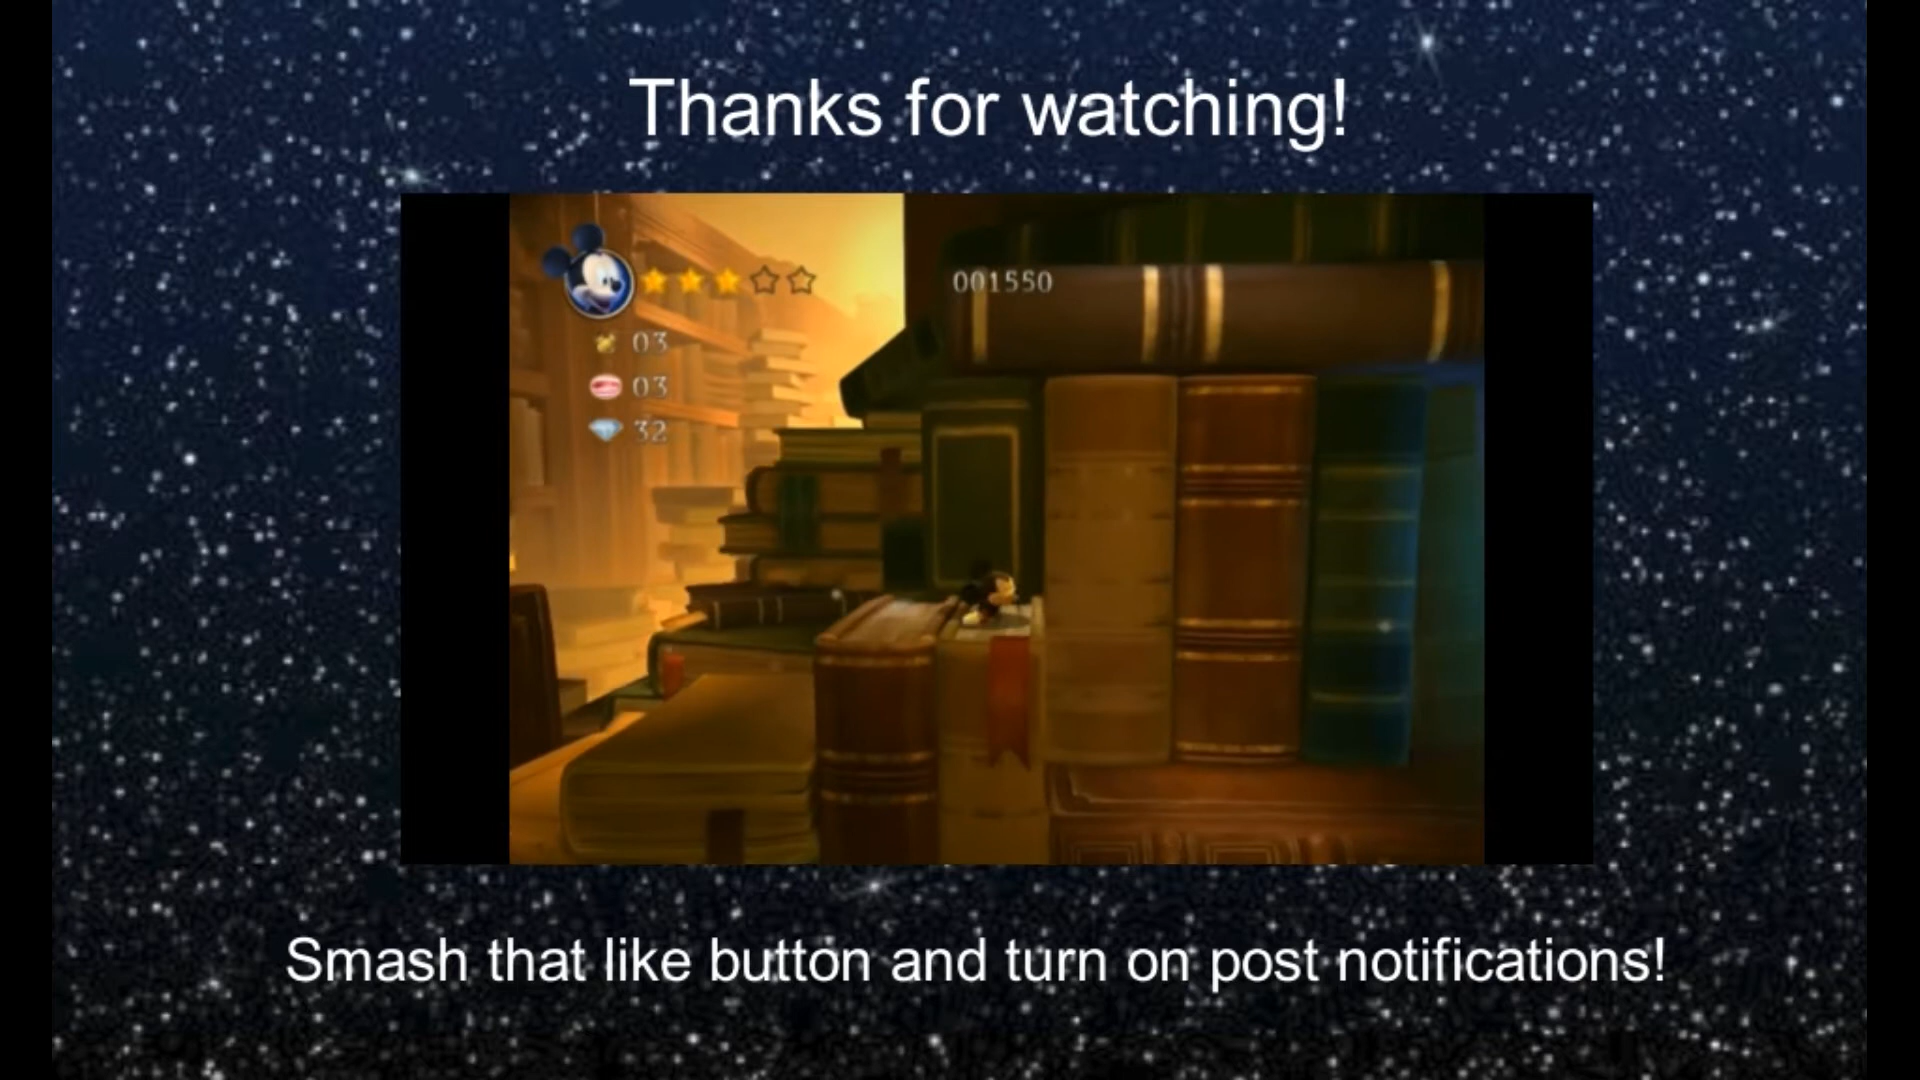 Thanks for watching!
001550
03
03
32
Smash that like button and turn on post notifications!